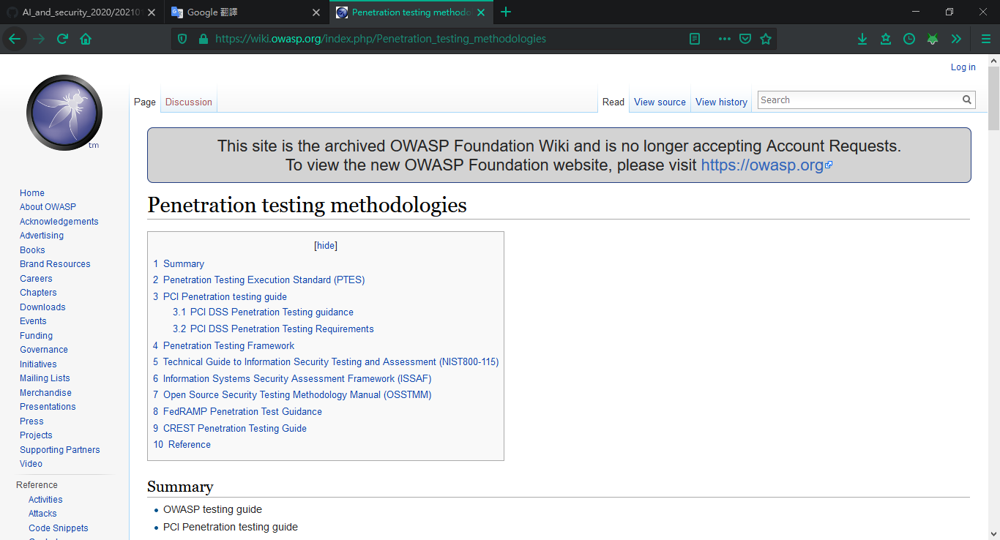 AI_and_security_2020/20210
Google 翻譯
Penetration testing methodo
https://wiki.owasp.org/index.php/Penetration_testing_methodologies
Log in
tm
Page
Discussion
Read
View source
View history
Search
This site is the archived OWASP Foundation Wiki and is no longer accepting Account Requests.
To view the new OWASP Foundation website, please visit https://owasp.org
Penetration testing methodologies
[hide]
1 Summary
2 Penetration Testing Execution Standard (PTES)
3 PCI Penetration testing guide
3.1 PCI DSS Penetration Testing guidance
3.2 PCI DSS Penetration Testing Requirements
4 Penetration Testing Framework
5 Technical Guide to Information Security Testing and Assessment (NIST800-115)
6 Information Systems Security Assessment Framework (ISSAF)
7 Open Source Security Testing Methodology Manual (OSSTMM)
8 FedRAMP Penetration Test Guidance
9 CREST Penetration Testing Guide
10 Reference
Summary
• OWASP testing guide
• PCI Penetration testing guide
Home
About OWASP
Acknowledgements
Advertising
Books
Brand Resources
Careers
Chapters
Downloads
Events
Funding
Governance
Initiatives
Mailing Lists
Merchandise
Presentations
Press
Projects
Supporting Partners
Video
Reference
Activities
Attacks
Code Snippets